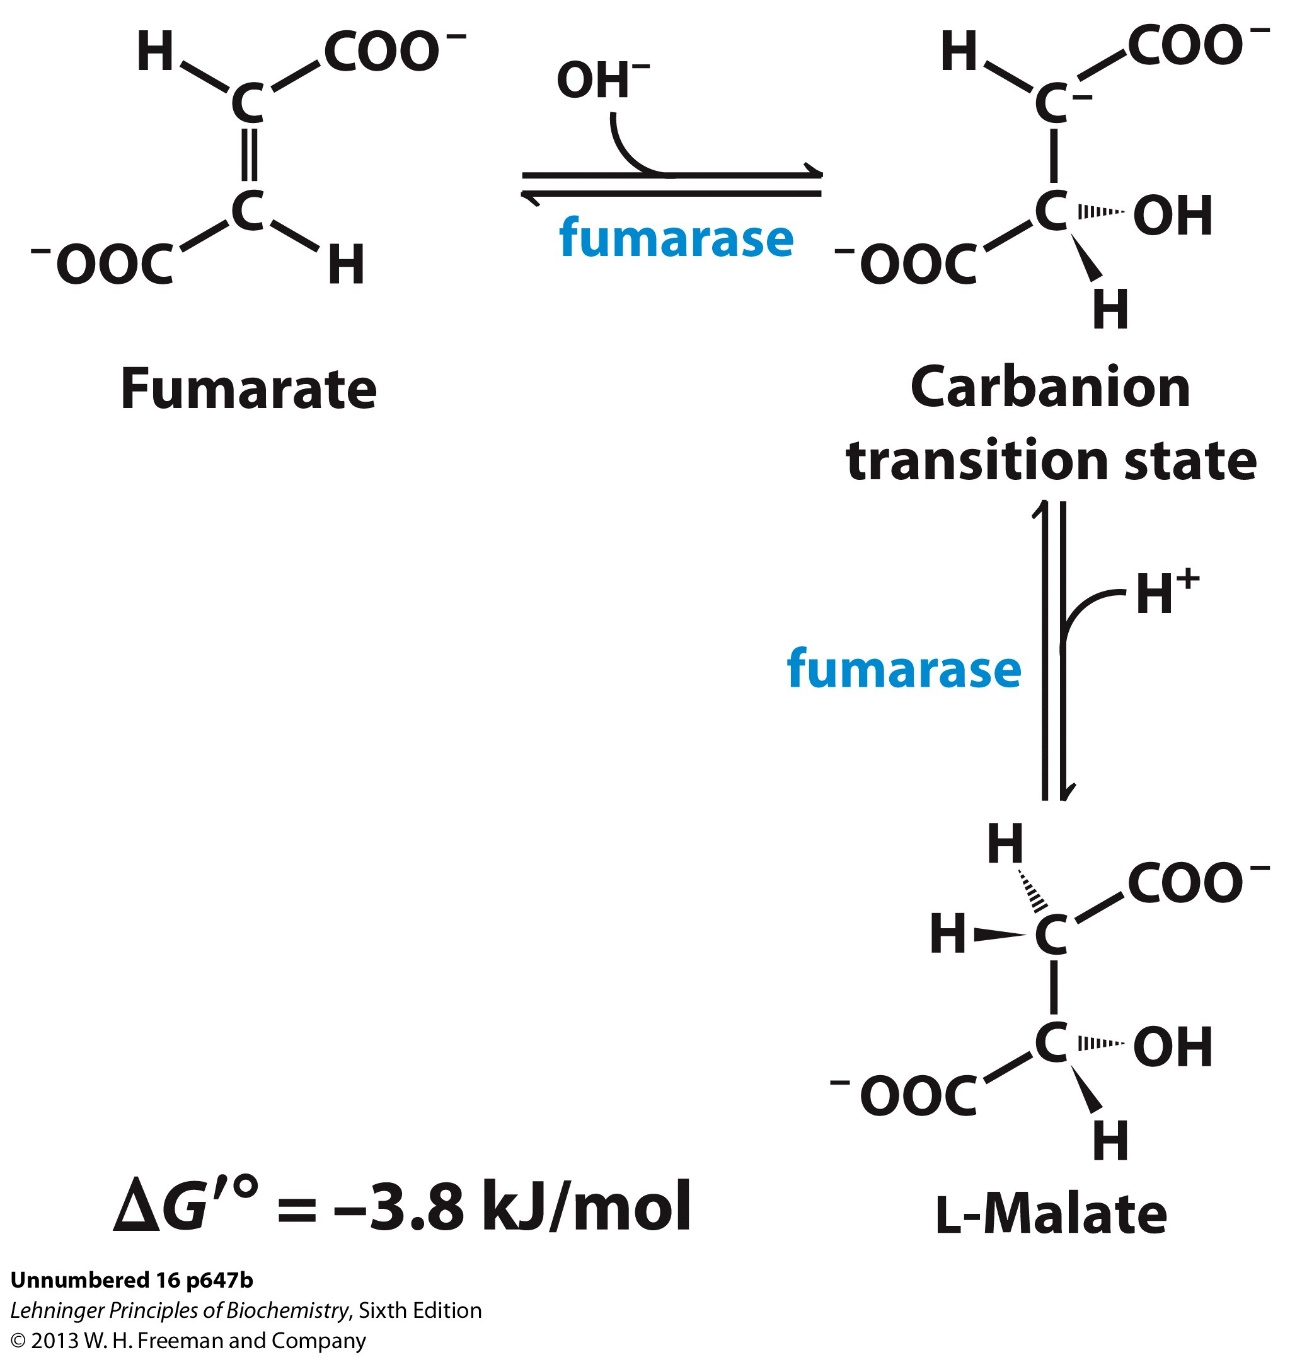 H COO⁻
C
C
⁻OOC H
Fumarate
OH⁻
fumarase
H COO⁻
C⁻
C OH
⁻OOC
H
Carbanion
transition state
fumarase
H⁺
H
COO⁻
H C
C OH
⁻OOC
H
L-Malate
ΔG′° = –3.8 kJ/mol
Unnumbered 16 p647b
Lehninger Principles of Biochemistry, Sixth Edition
© 2013 W. H. Freeman and Company